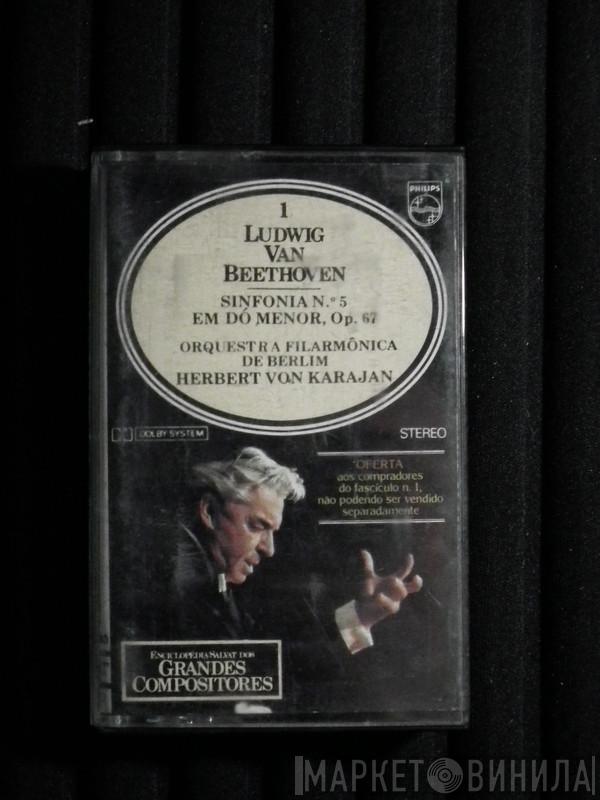 PHILIPS
1
LUDWIG
VAN
BEETHOVEN
SINFONIA N.º 5
EM DÓ MENOR, Op. 67
ORQUESTRA FILARMÔNICA
DE BERLIM
HERBERT VON KARAJAN
DOLBY SYSTEM
STEREO
"OFERTA
aos compradores
do fascículo n. 1,
não podendo ser vendido
separadamente
ENCICLOPÉDIA SALVAT DOS
GRANDES
COMPOSITORES
МАРКЕТ ВИНИЛА